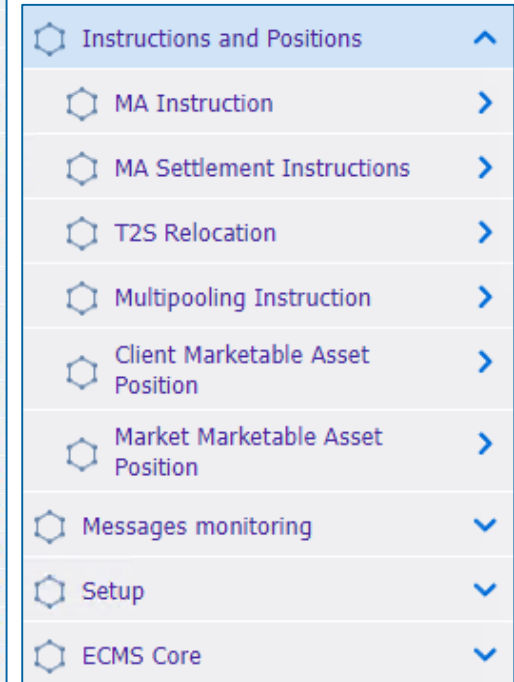 Instructions and Positions
MA Instruction
MA Settlement Instructions
T2S Relocation
Multipooling Instruction
Client Marketable Asset
Position
Market Marketable Asset
Position
Messages monitoring
Setup
ECMS Core